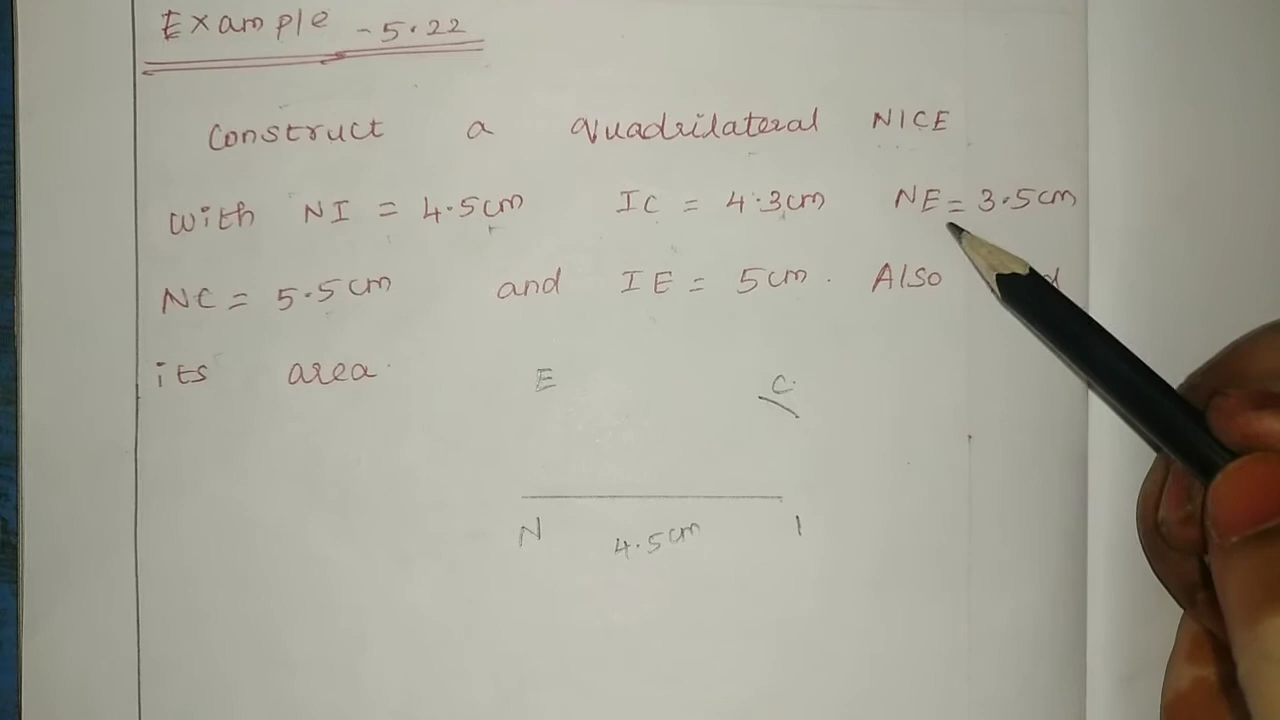 Example - 5.22
Construct a quadrilateral NICE
with NI = 4.5cm IC = 4.3cm NE = 3.5cm
NC = 5.5cm and IE = 5cm. Also
its area.
E C
N 4.5cm I